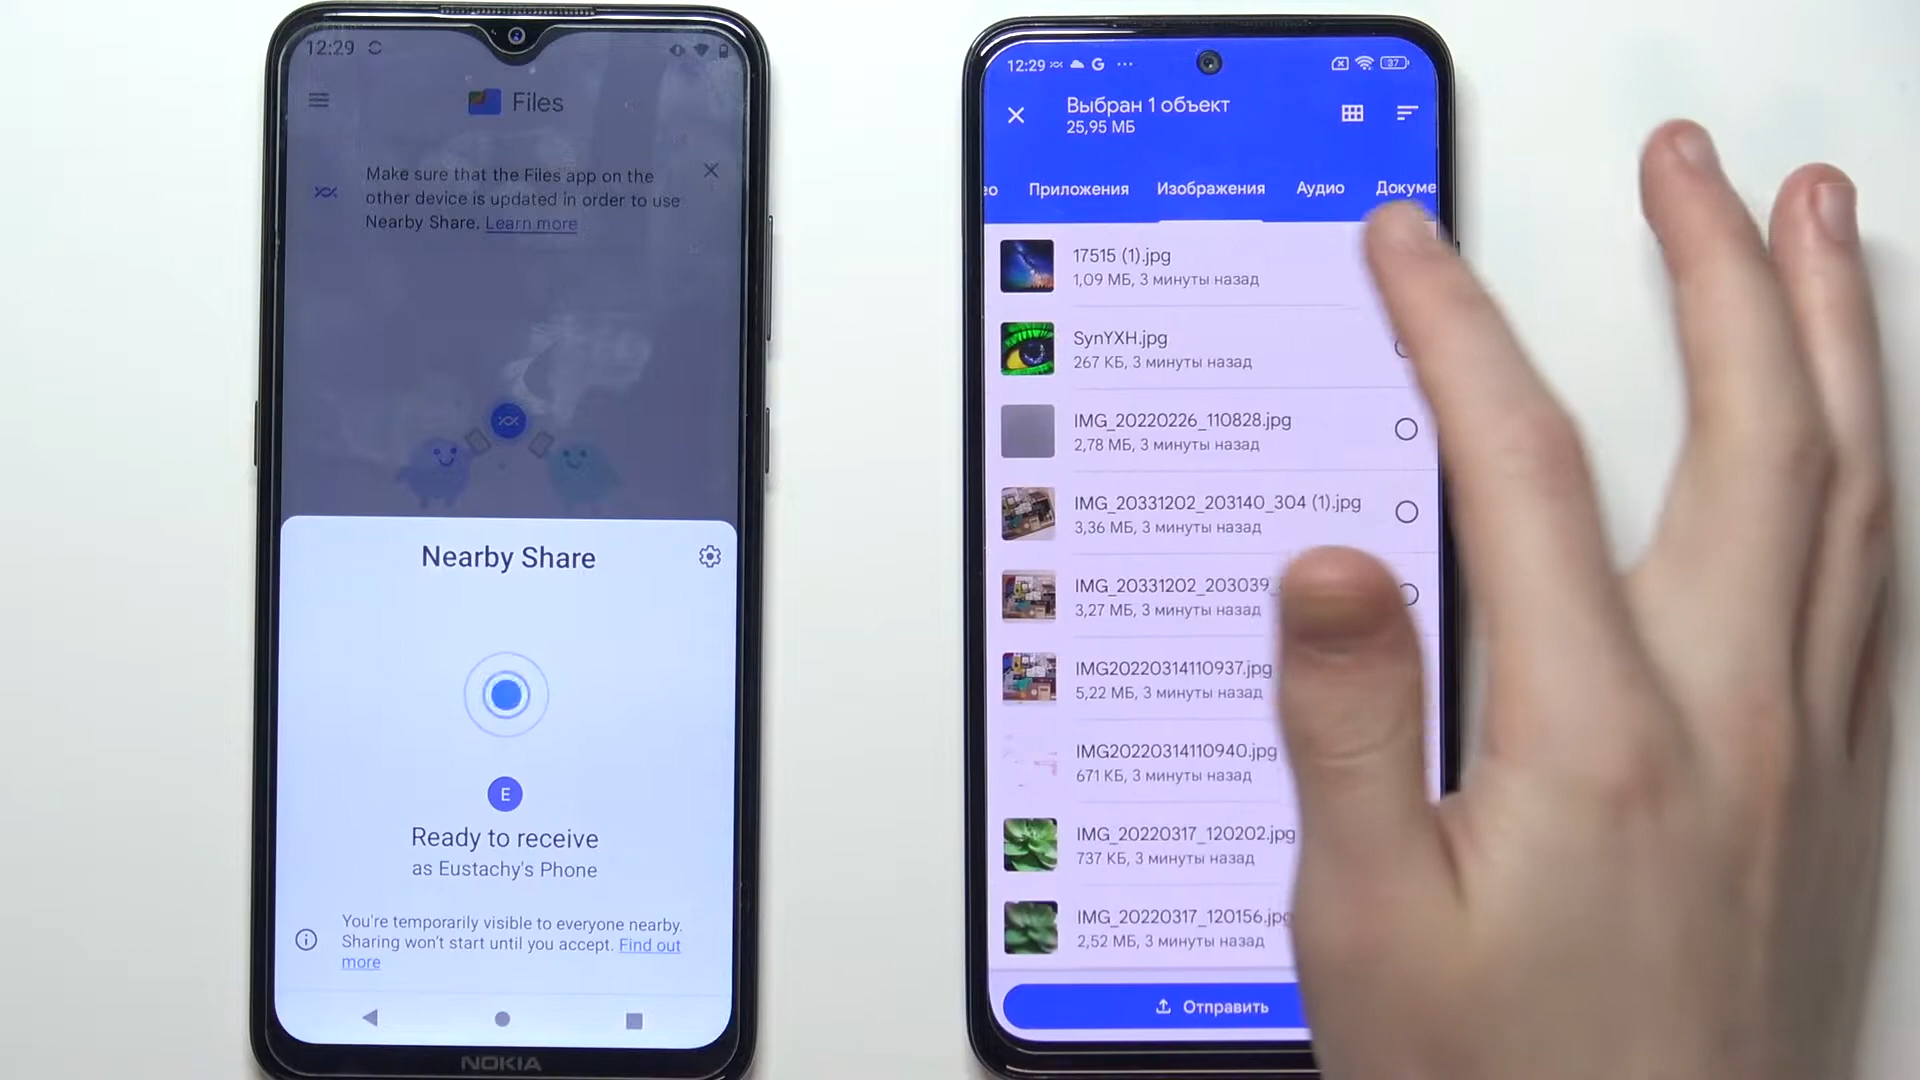 12:29
Files
Make sure that the Files app on the
other device is updated in order to use
Nearby Share. Learn more
Nearby Share
E
Ready to receive
as Eustachy's Phone
You're temporarily visible to everyone nearby.
Sharing won't start until you accept. Find out
more
NOKIA
12:29 G
37
Выбран 1 объект
25,95 МБ
ео Приложения Изображения Аудио Докуме
17515 (1).jpg
1,09 МБ, 3 минуты назад
SynYXH.jpg
267 КБ, 3 минуты назад
IMG_20220226_110828.jpg
2,78 МБ, 3 минуты назад
IMG_20331202_203140_304 (1).jpg
3,36 МБ, 3 минуты назад
IMG_20331202_203039_
3,27 МБ, 3 минуты назад
IMG20220314110937.jpg
5,22 МБ, 3 минуты назад
IMG20220314110940.jpg
671 КБ, 3 минуты назад
IMG_20220317_120202.jpg
737 КБ, 3 минуты назад
IMG_20220317_120156.jpg
2,52 МБ, 3 минуты назад
Отправить